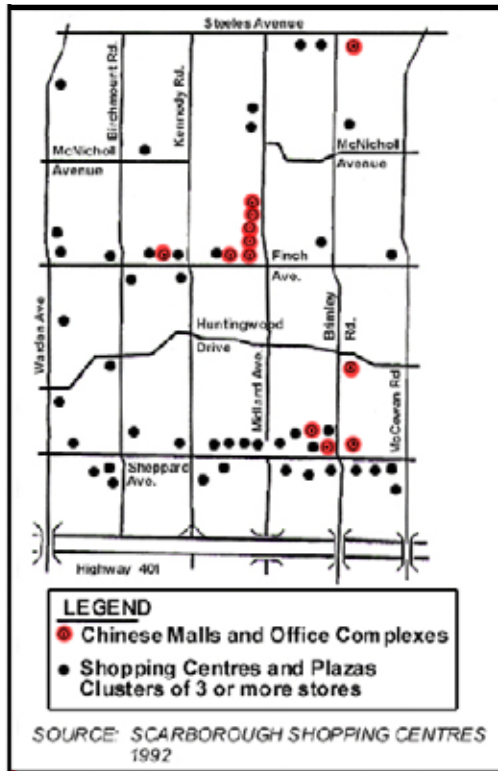 Steeles Avenue
Birchmount Rd.
Kennedy Rd.
McNicholl
Avenue
McNicholl
Avenue
Finch
Ave.
Warden Ave.
Huntingwood
Drive
Midland Ave.
Brimley
Rd.
McCowan Rd
Sheppard
Ave.
Highway 401
LEGEND
Chinese Malls and Office Complexes
Shopping Centres and Plazas
Clusters of 3 or more stores
SOURCE: SCARBOROUGH SHOPPING CENTRES
1992